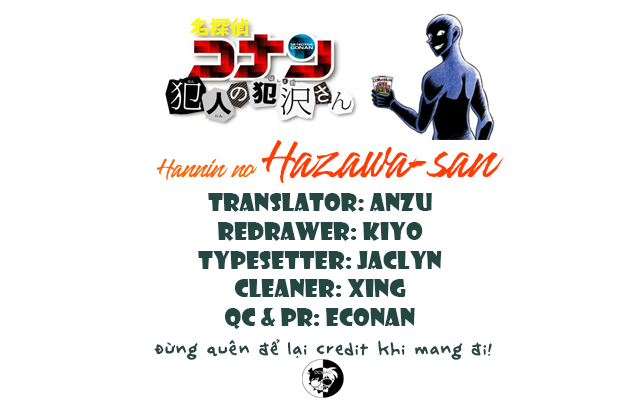 名探偵
コナン
DETECTIVE CONAN
犯人の犯沢さん
Hannin no Hazawa-san
TRANSLATOR: ANZU
REDRAWER: KIYO
TYPESETTER: JACLYN
CLEANER: XING
QC & PR: ECONAN
Đừng quên để lại credit khi mang đi!